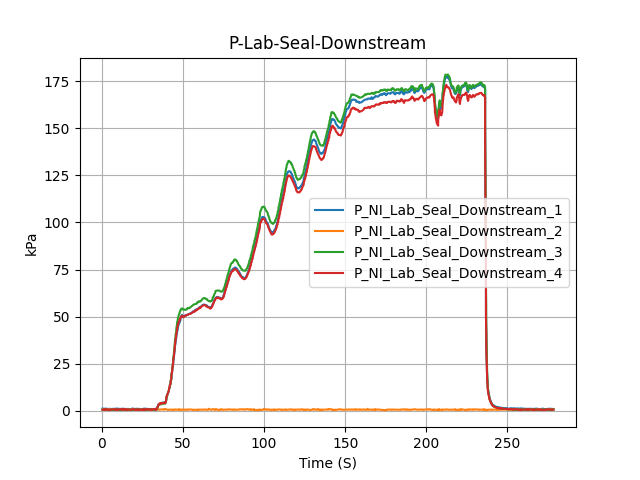 P-Lab-Seal-Downstream
kPa
175
150
125
100
75
50
25
0
P_NI_Lab_Seal_Downstream_1
P_NI_Lab_Seal_Downstream_2
P_NI_Lab_Seal_Downstream_3
P_NI_Lab_Seal_Downstream_4
0 50 100 150 200 250
Time (S)